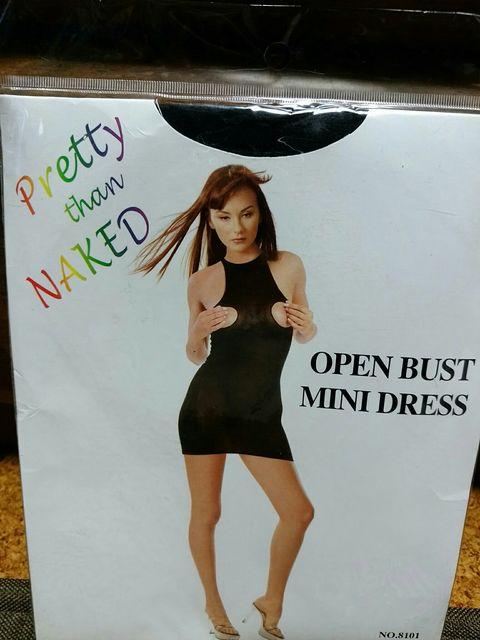 Pretty
than
NAKED
OPEN BUST
MINI DRESS
NO.8101